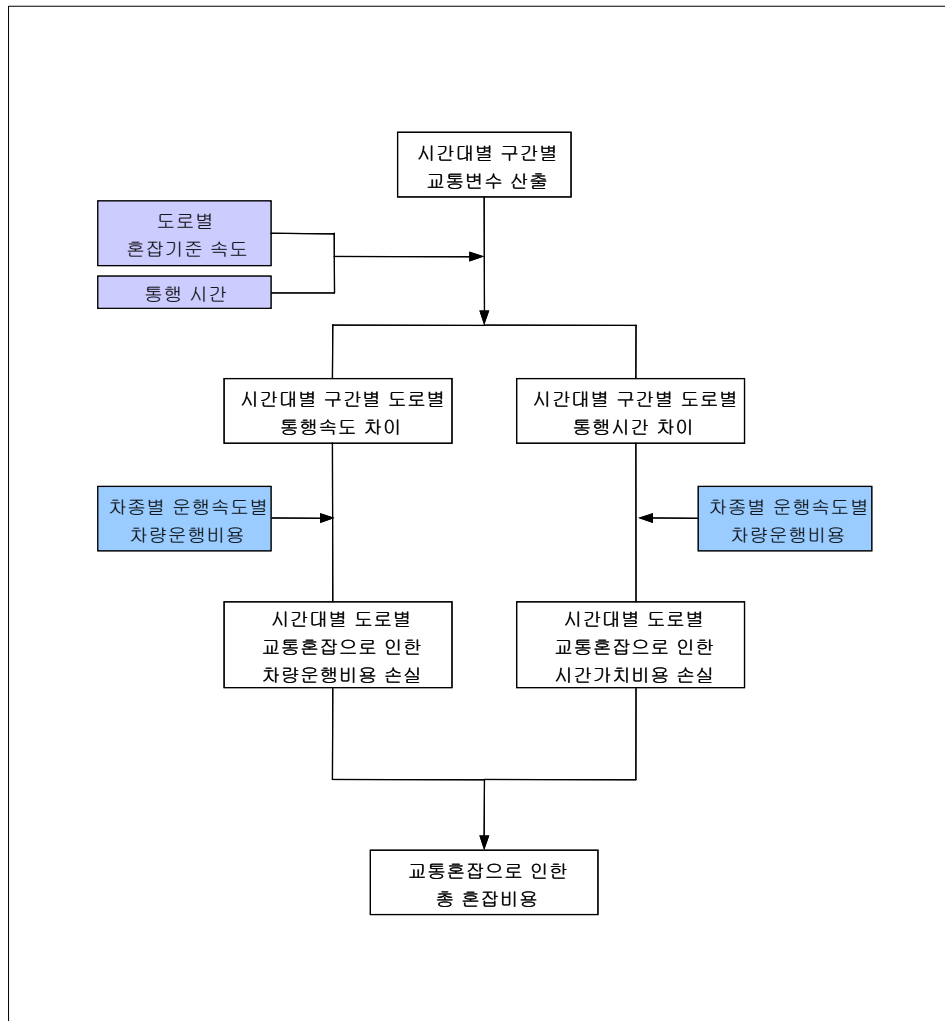 시간대별 구간별
교통변수 산출
도로별
혼잡기준 속도
통행 시간
시간대별 구간별 도로별
통행속도 차이
시간대별 구간별 도로별
통행시간 차이
차종별 운행속도별
차량운행비용
차종별 운행속도별
차량운행비용
시간대별 도로별
교통혼잡으로 인한
차량운행비용 손실
시간대별 도로별
교통혼잡으로 인한
시간가치비용 손실
교통혼잡으로 인한
총 혼잡비용